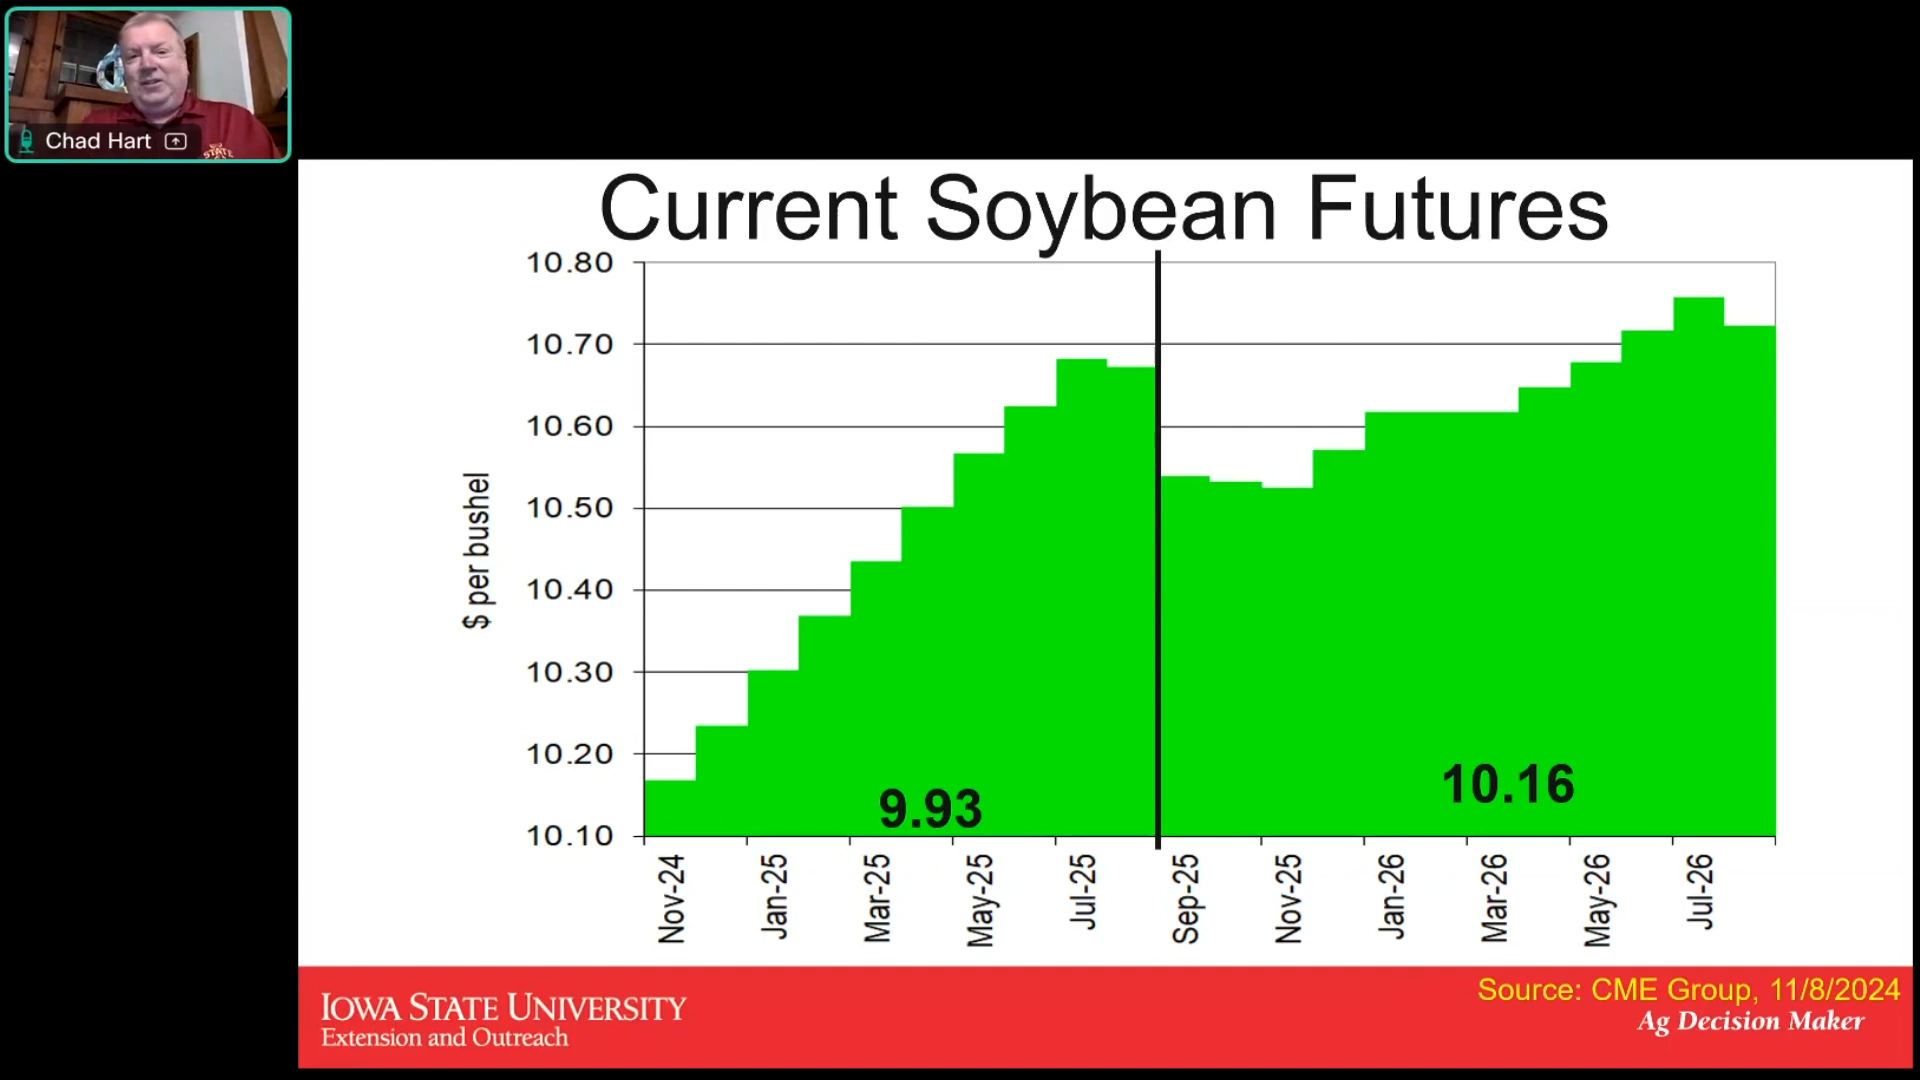 Chad Hart
STATE
Current Soybean Futures
$ per bushel
10.80
10.70
10.60
10.50
10.40
10.30
10.20
10.10
9.93
10.16
Nov-24
Jan-25
Mar-25
May-25
Jul-25
Sep-25
Nov-25
Jan-26
Mar-26
May-26
Jul-26
IOWA STATE UNIVERSITY
Extension and Outreach
Source: CME Group, 11/8/2024
Ag Decision Maker